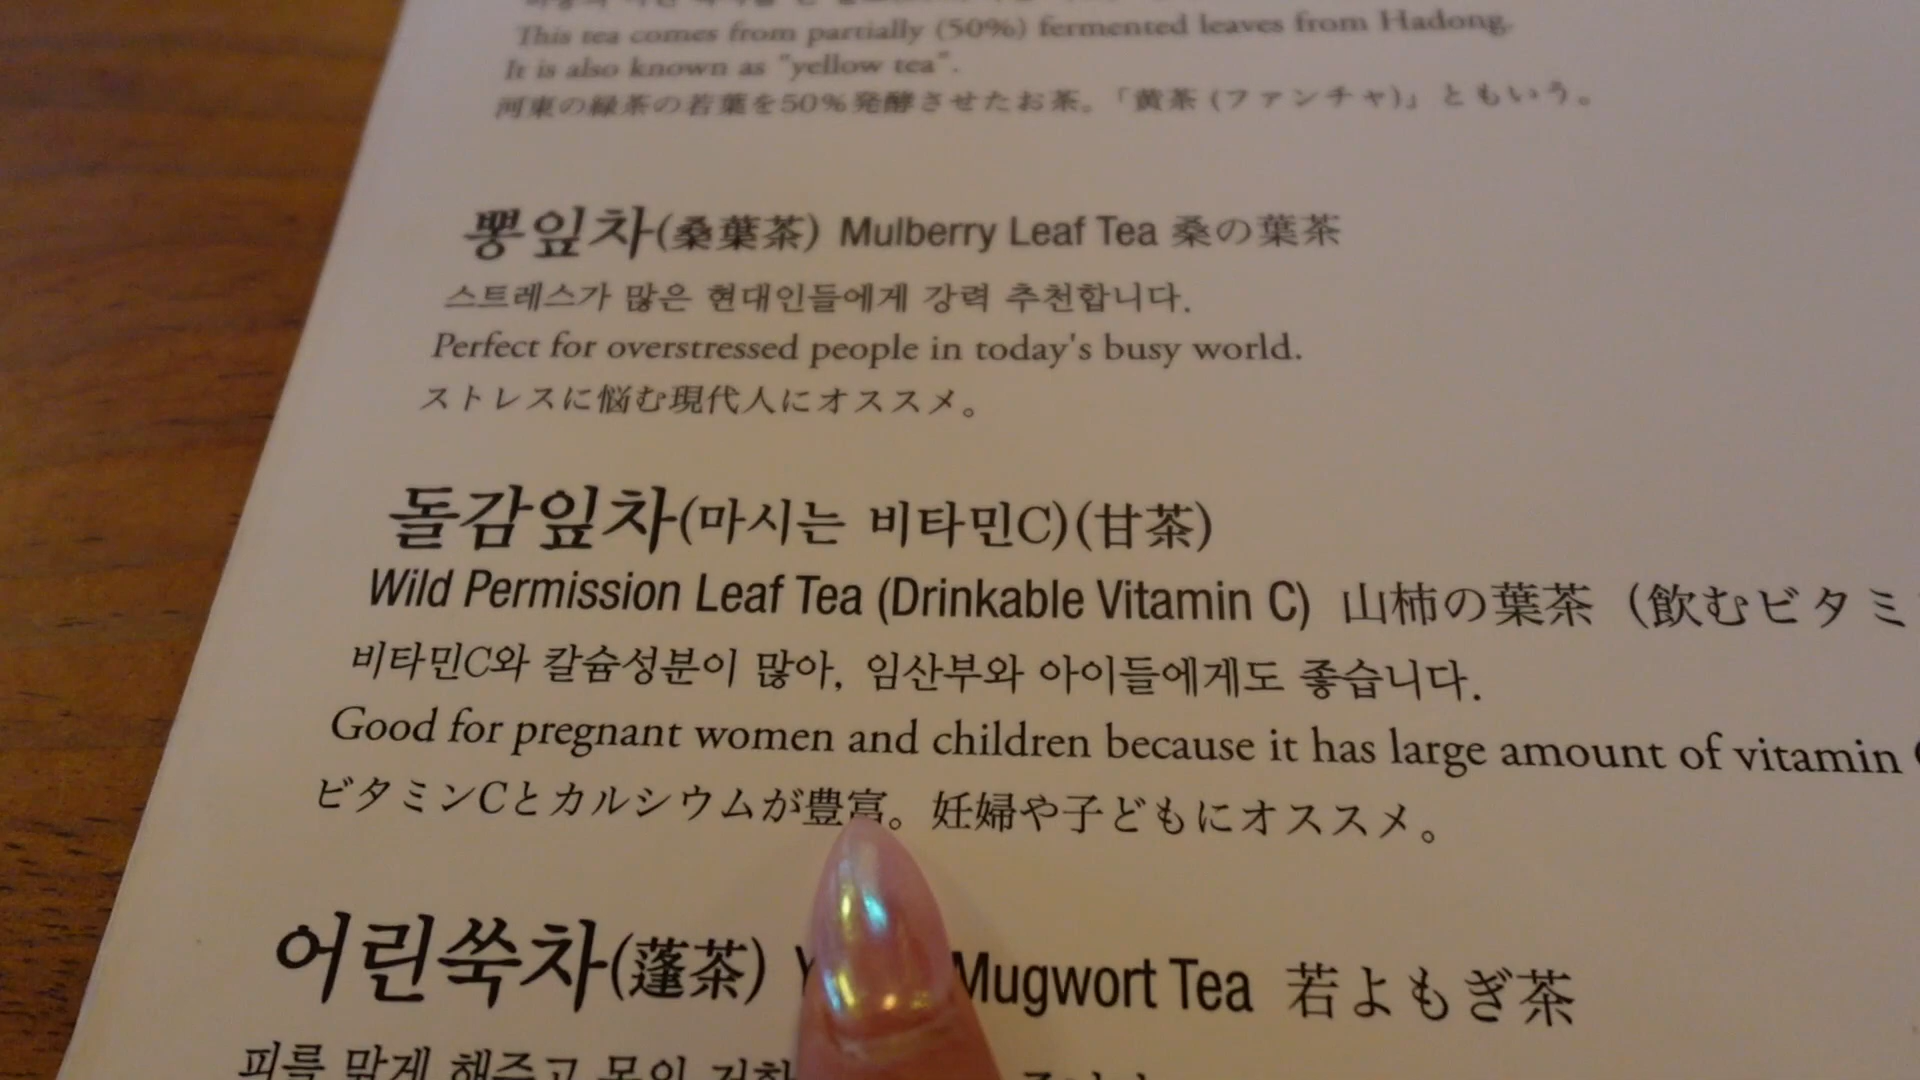 This tea comes from partially (50%) fermented leaves from Hadong.
It is also known as "yellow tea".
河東の緑茶の若葉を50%発酵させたお茶。「黄茶 (ファンチャ)」ともいう。
뽕잎차(桑葉茶) Mulberry Leaf Tea 桑の葉茶
스트레스가 많은 현대인들에게 강력 추천합니다.
Perfect for overstressed people in today's busy world.
ストレスに悩む現代人にオススメ。
돌감잎차(마시는 비타민C)(甘茶)
Wild Permission Leaf Tea (Drinkable Vitamin C) 山柿の葉茶（飲むビタミ
비타민C와 칼슘성분이 많아, 임산부와 아이들에게도 좋습니다.
Good for pregnant women and children because it has large amount of vitamin
ビタミンCとカルシウムが豊富。妊婦や子どもにオススメ。
어린쑥차(蓬茶) Mugwort Tea 若よもぎ茶
피를 맑게 해주고 몸의